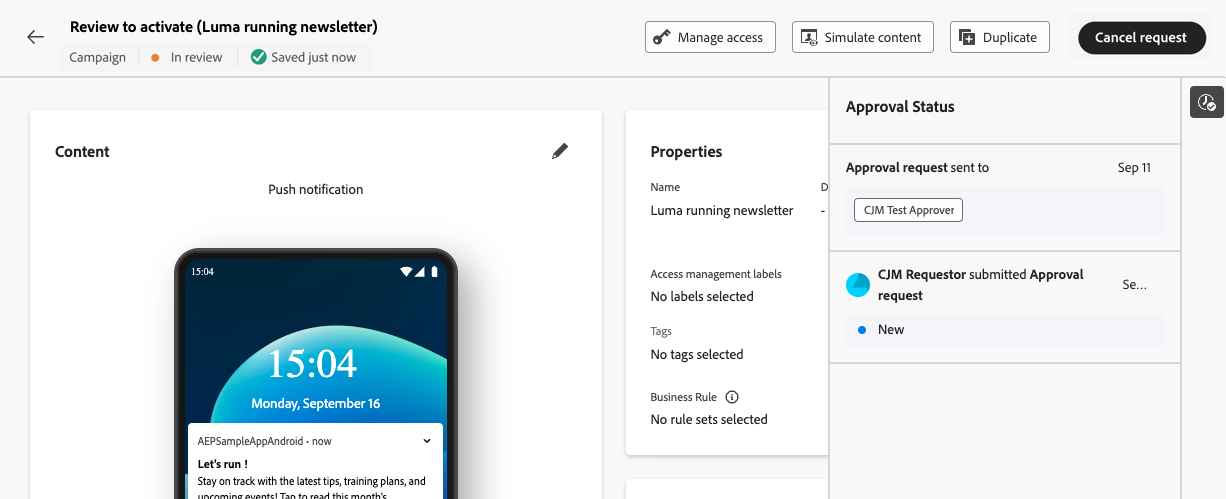 Review to activate (Luma running newsletter)
Campaign In review Saved just now
Manage access
Simulate content
Duplicate
Cancel request
Content
Push notification
15:04
15:04
Monday, September 16
AEPSampleAppAndroid • now
Let's run !
Stay on track with the latest tips, training plans, and
upcoming events! Tap to read this month's
Properties
Name
D
Luma running newsletter
-
Access management labels
No labels selected
Tags
No tags selected
Business Rule
No rule sets selected
Approval Status
Approval request sent to Sep 11
CJM Test Approver
CJM Requestor submitted Approval
request
Se...
New